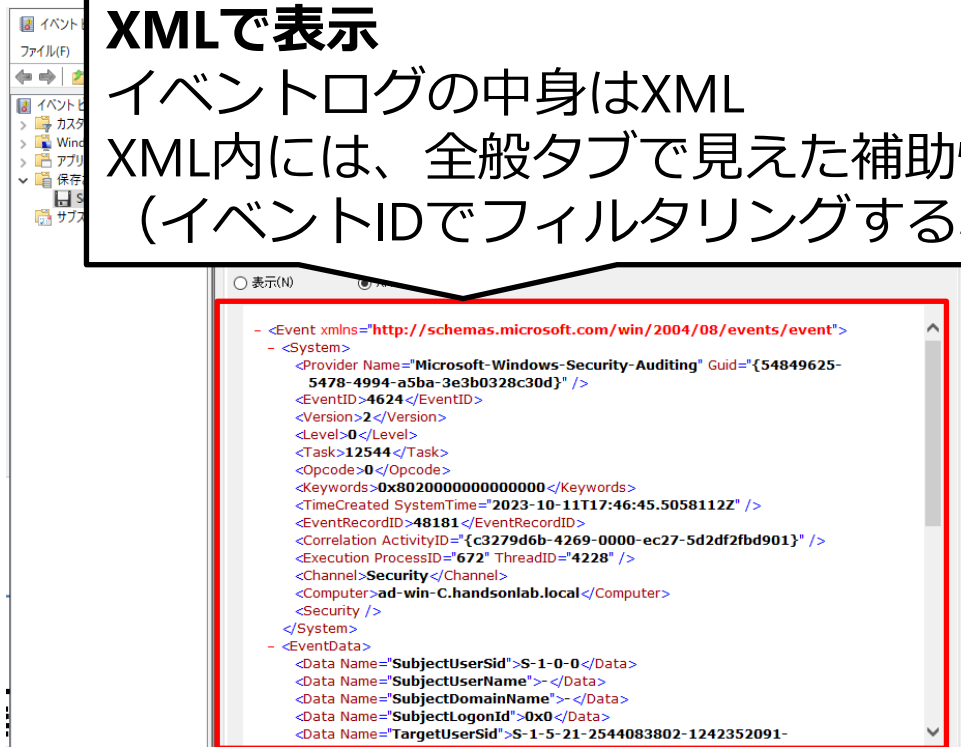 XMLで表示
イベントログの中身はXML
XML内には、全般タブで見えた補助
（イベントIDでフィルタリングする
イベント
ファイル(F)
イベントビ
カスタ
Wind
アプリ
保存
サブス
表示(N)
- <Event xmlns="http://schemas.microsoft.com/win/2004/08/events/event">
- <System>
<Provider Name="Microsoft-Windows-Security-Auditing" Guid="{54849625-
5478-4994-a5ba-3e3b0328c30d}" />
<EventID>4624</EventID>
<Version>2</Version>
<Level>0</Level>
<Task>12544</Task>
<Opcode>0</Opcode>
<Keywords>0x8020000000000000</Keywords>
<TimeCreated SystemTime="2023-10-11T17:46:45.5058112Z" />
<EventRecordID>48181</EventRecordID>
<Correlation ActivityID="{c3279d6b-4269-0000-ec27-5d2df2fbd901}" />
<Execution ProcessID="672" ThreadID="4228" />
<Channel>Security</Channel>
<Computer>ad-win-C.handsonlab.local</Computer>
<Security />
</System>
- <EventData>
<Data Name="SubjectUserSid">S-1-0-0</Data>
<Data Name="SubjectUserName">-</Data>
<Data Name="SubjectDomainName">-</Data>
<Data Name="SubjectLogonId">0x0</Data>
<Data Name="TargetUserSid">S-1-5-21-2544083802-1242352091-